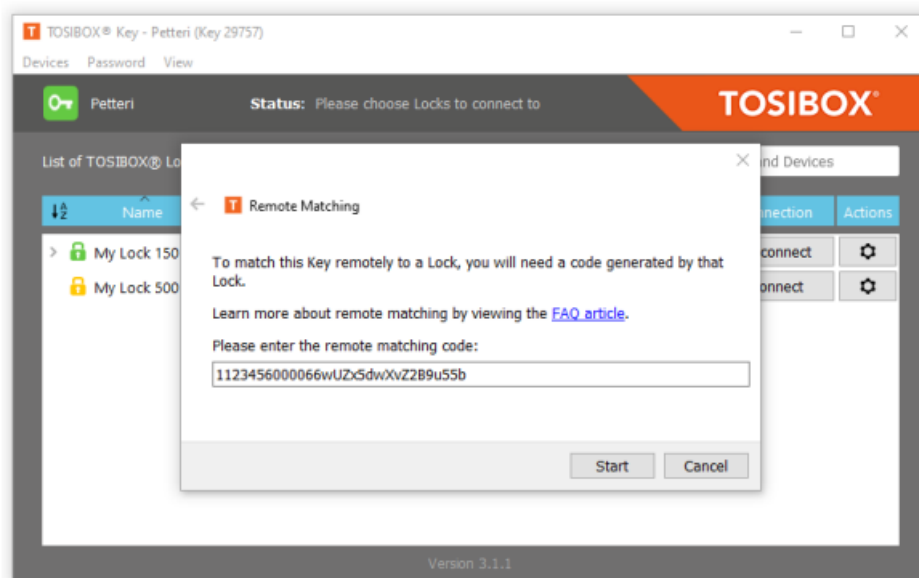 TOSIBOX® Key - Petteri (Key 29757)
Devices Password View
Petteri
Status: Please choose Locks to connect to
TOSIBOX®
List of TOSIBOX® Lo
nd Devices
Name
nnection
Actions
My Lock 150
connect
My Lock 500
onnect
Remote Matching
To match this Key remotely to a Lock, you will need a code generated by that
Lock.
Learn more about remote matching by viewing the FAQ article.
Please enter the remote matching code:
1123456000066wUZx5dwXvZ2B9u55b
Start Cancel
Version 3.1.1